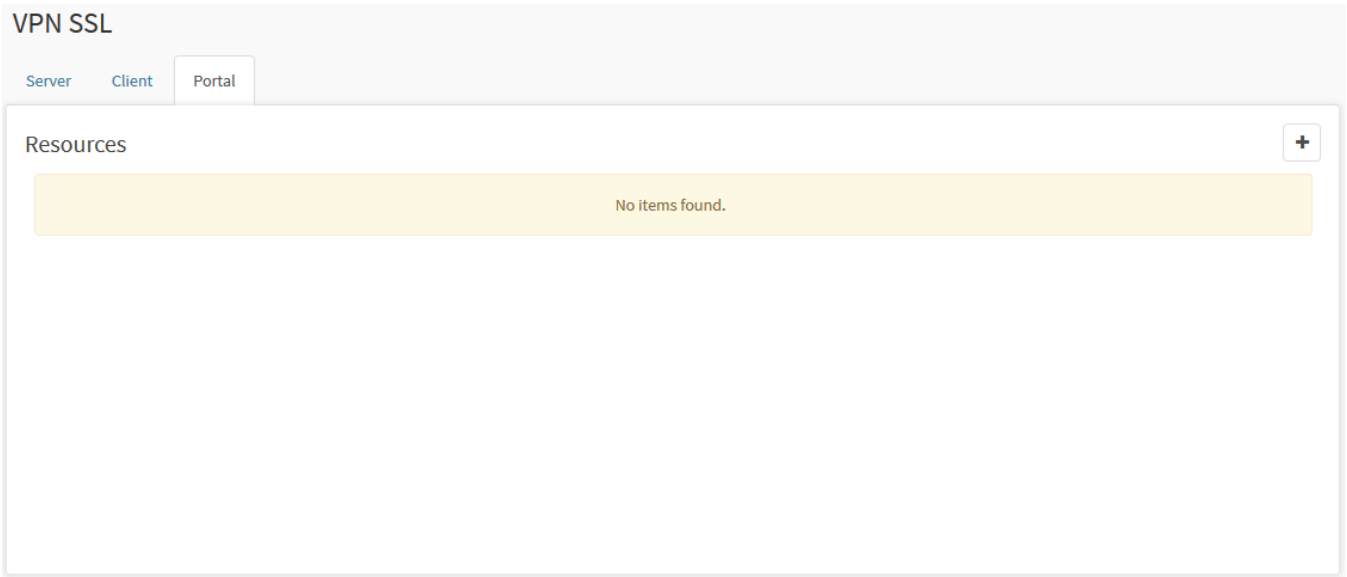 VPN SSL
Server Client Portal
Resources
No items found.